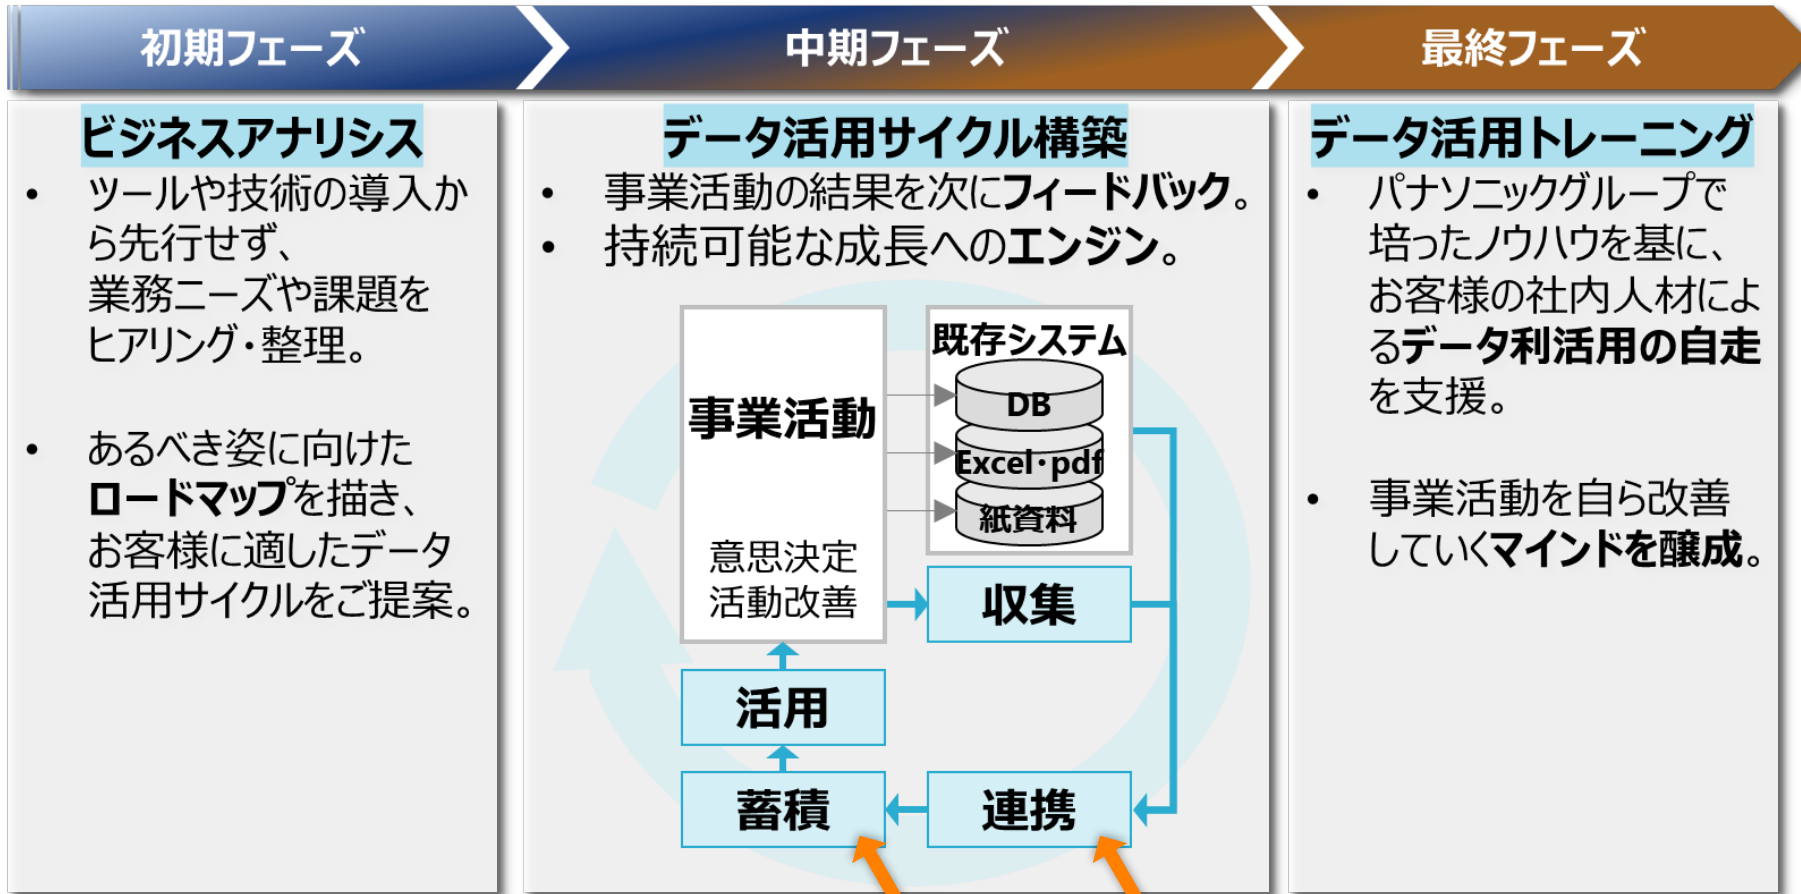 初期フェーズ
中期フェーズ
最終フェーズ
ビジネスアナリシス
• ツールや技術の導入か
ら先行せず、
業務ニーズや課題を
ヒアリング・整理。
• あるべき姿に向けた
ロードマップを描き、
お客様に適したデータ
活用サイクルをご提案。
データ活用サイクル構築
• 事業活動の結果を次にフィードバック。
• 持続可能な成長へのエンジン。
事業活動
意思決定
活動改善
既存システム
DB
Excel・pdf
紙資料
収集
活用
蓄積
連携
データ活用トレーニング
• パナソニックグループで
培ったノウハウを基に、
お客様の社内人材によ
るデータ利活用の自走
を支援。
• 事業活動を自ら改善
していくマインドを醸成。